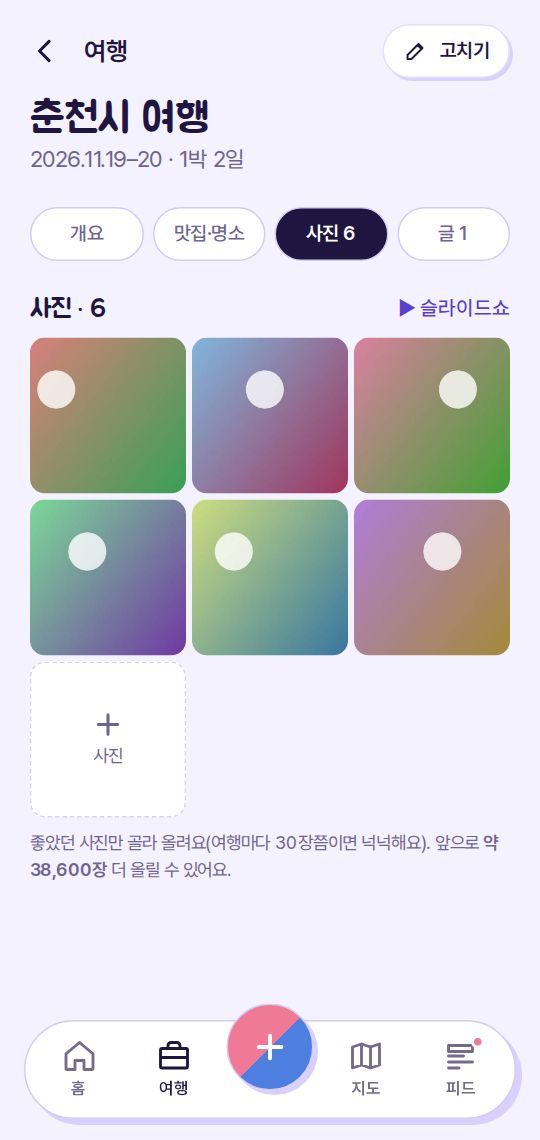 여행
고치기
춘천시 여행
2026.11.19–20 · 1박 2일
개요
맛집·명소
사진 6
글 1
사진 · 6
▶ 슬라이드쇼
사진
좋았던 사진만 골라 올려요(여행마다 30장쯤이면 넉넉해요). 앞으로 약
38,600장 더 올릴 수 있어요.
홈
여행
지도
피드